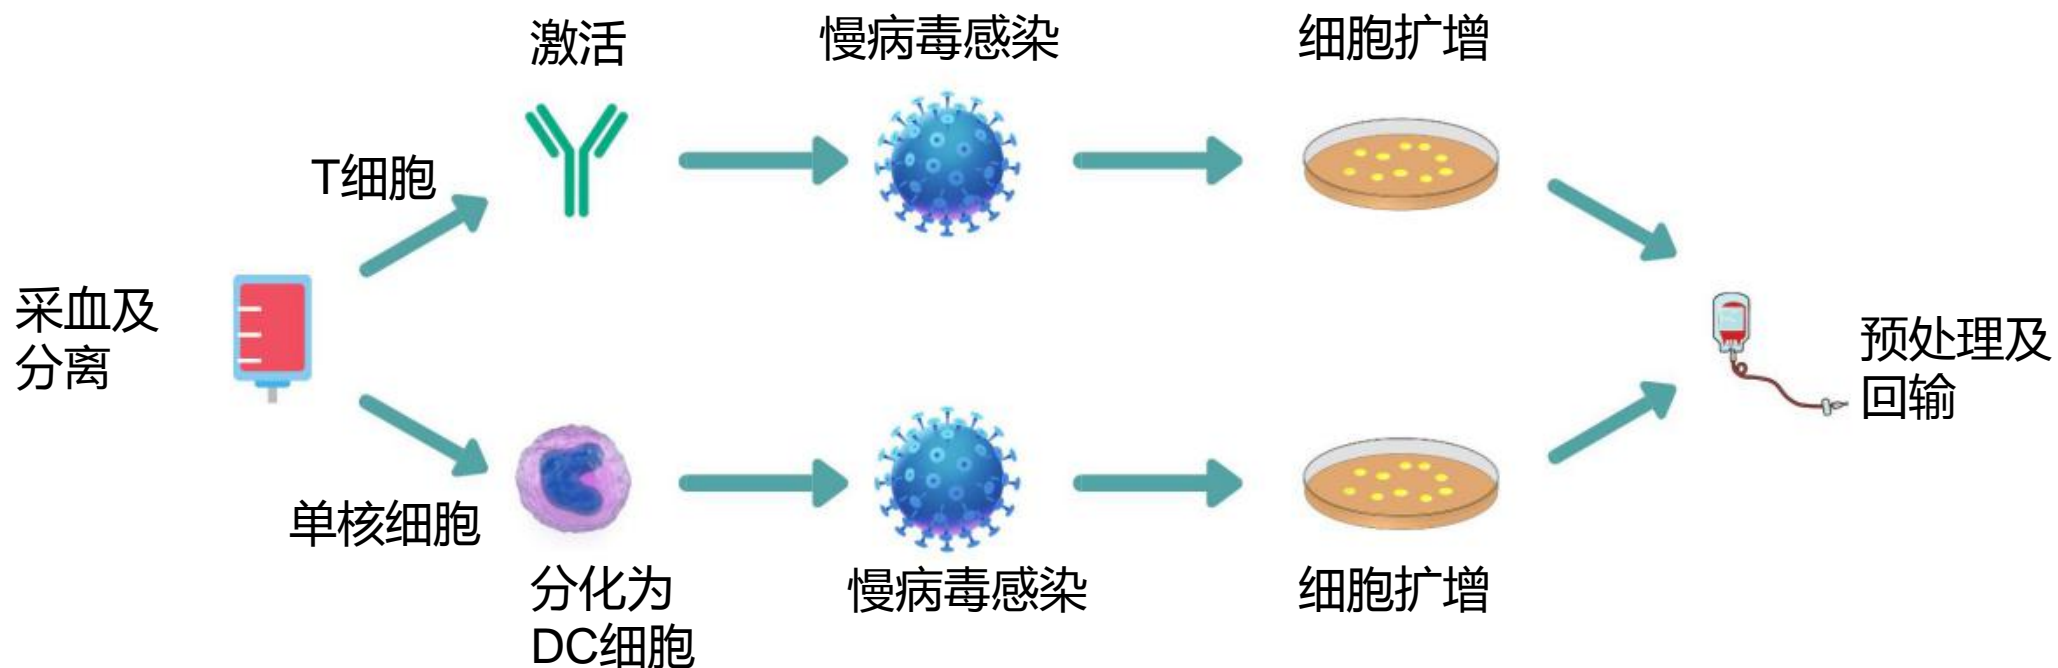 激活
慢病毒感染
细胞扩增
T细胞
采血及
分离
预处理及
回输
单核细胞
分化为
DC细胞
慢病毒感染
细胞扩增